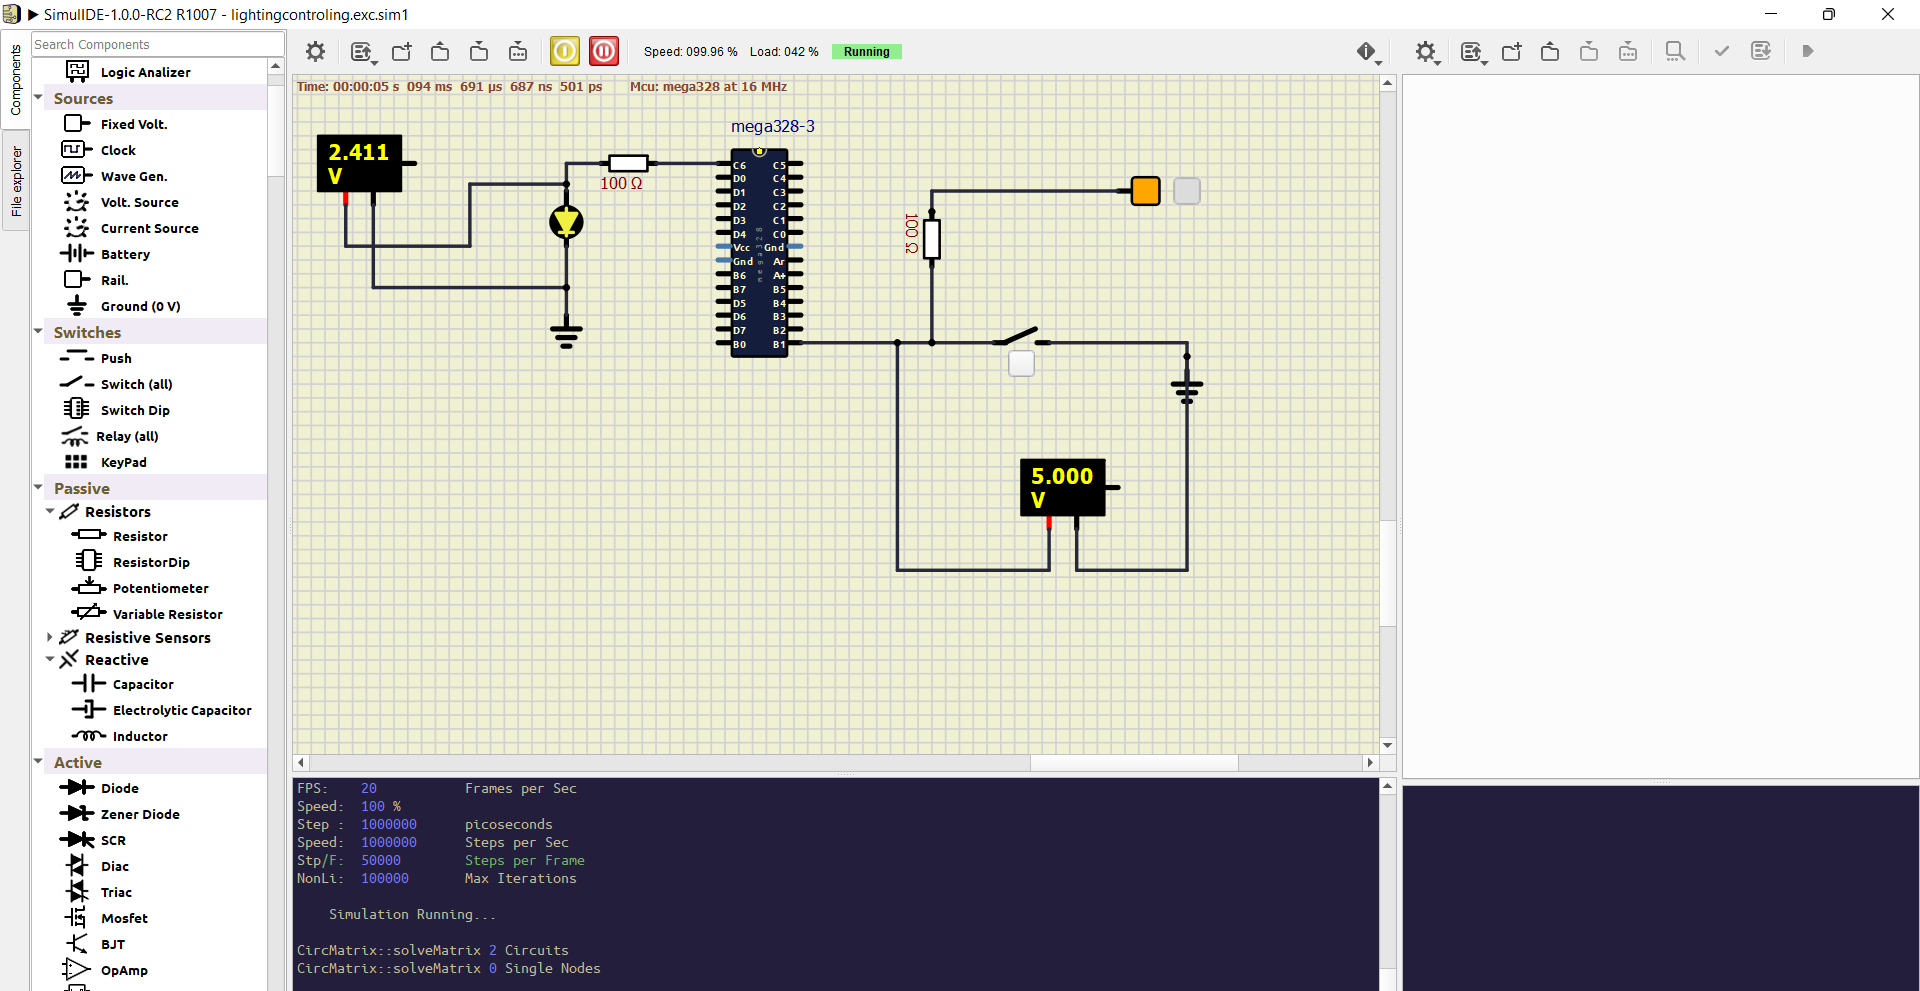 SimulIDE-1.0.0-RC2 R1007 - lightingcontroling.exc.sim1
Components
File explorer
Search Components
Logic Analizer
Sources
Fixed Volt.
Clock
Wave Gen.
Volt. Source
Current Source
Battery
Rail.
Ground (0 V)
Switches
Push
Switch (all)
Switch Dip
Relay (all)
KeyPad
Passive
Resistors
Resistor
ResistorDip
Potentiometer
Variable Resistor
Resistive Sensors
Reactive
Capacitor
Electrolytic Capacitor
Inductor
Active
Diode
Zener Diode
SCR
Diac
Triac
Mosfet
BJT
OpAmp
Speed: 099.96 % Load: 042 % Running
Time: 00:00:05 s 094 ms 691 µs 687 ns 501 ps Mcu: mega328 at 16 MHz
2.411
V
100 Ω
mega328-3
C6 C5
D0 C4
D1 C3
D2 C2
D3 C1
D4 C0
Vcc Gnd
Gnd Ar
B6 A+
B7 B5
D5 B4
D6 B3
D7 B2
B0 B1
mega328
100 Ω
5.000
V
FPS: 20 Frames per Sec
Speed: 100 %
Step : 1000000 picoseconds
Speed: 1000000 Steps per Sec
Stp/F: 50000 Steps per Frame
NonLi: 100000 Max Iterations
Simulation Running...
CircMatrix::solveMatrix 2 Circuits
CircMatrix::solveMatrix 0 Single Nodes